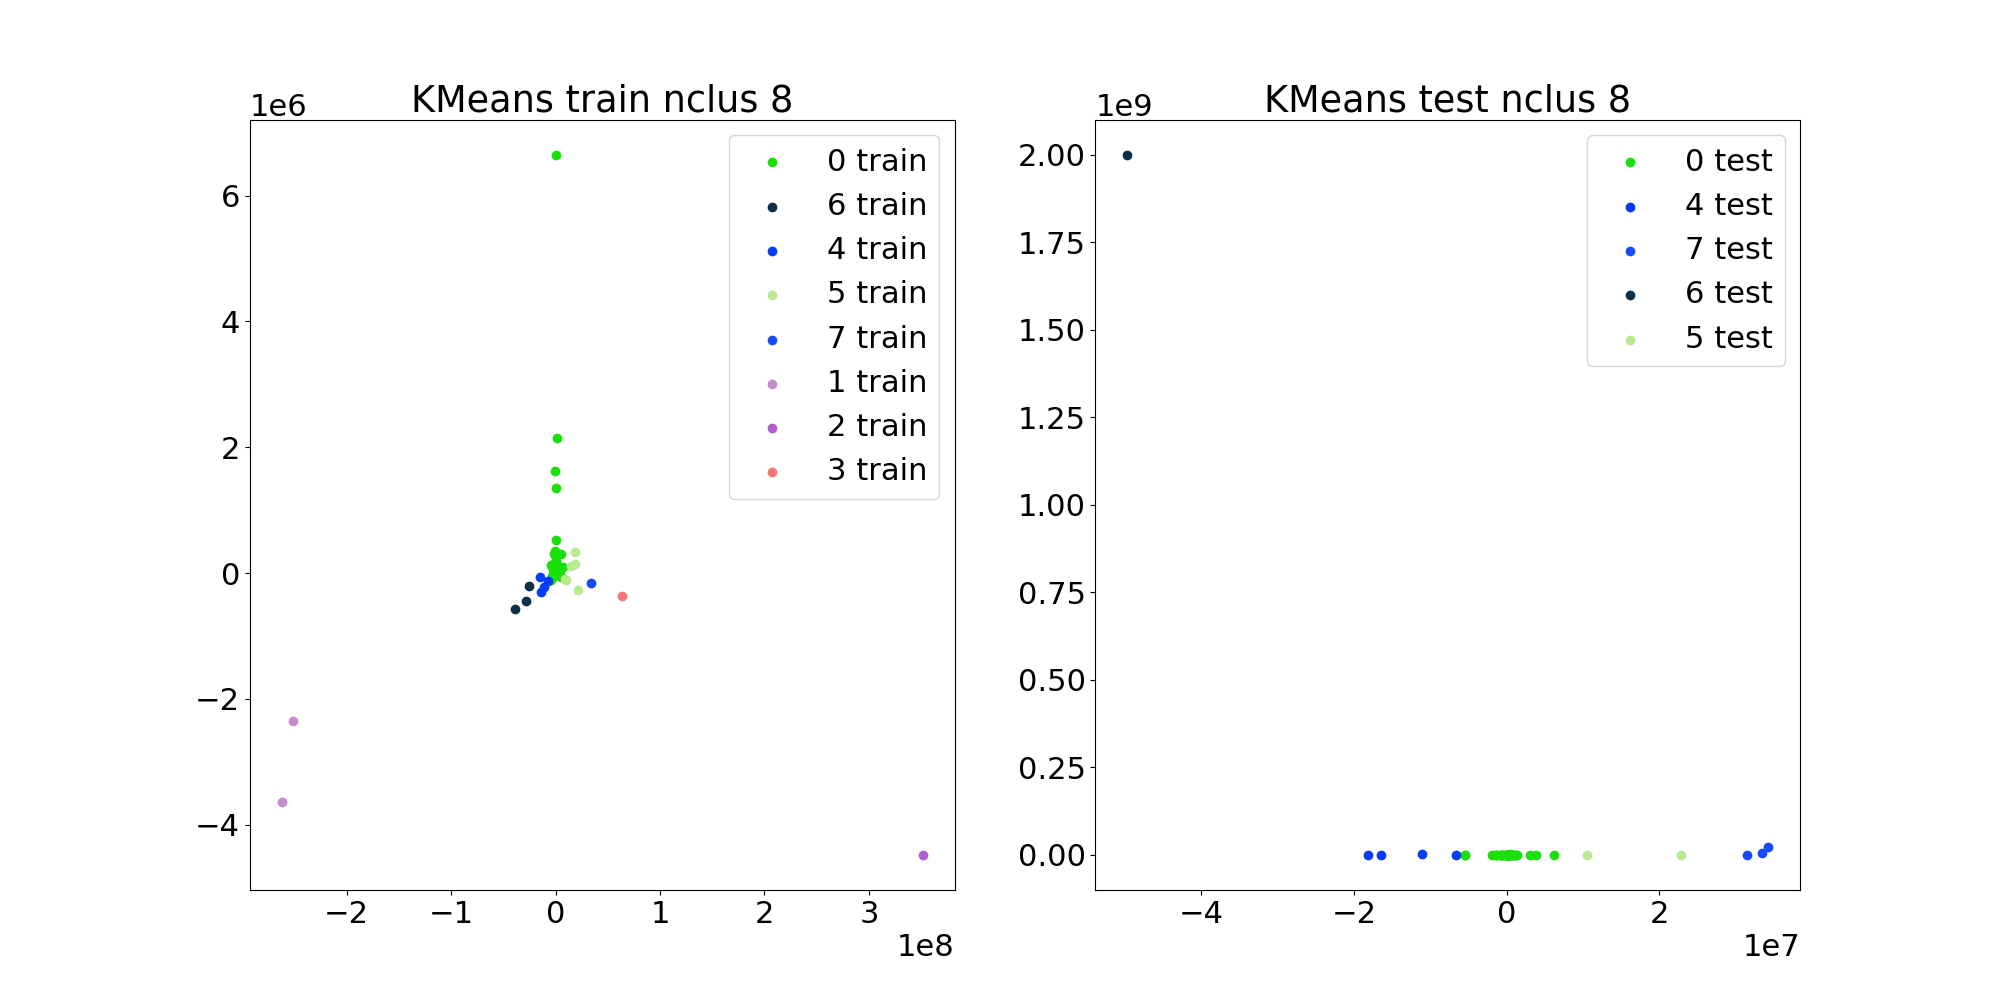 KMeans train nclus 8
1e6
6
4
2
0
−2
−4
−2
−1
0
1
2
3
1e8
0 train
6 train
4 train
5 train
7 train
1 train
2 train
3 train
KMeans test nclus 8
1e9
2.00
1.75
1.50
1.25
1.00
0.75
0.50
0.25
0.00
−4
−2
0
2
1e7
0 test
4 test
7 test
6 test
5 test